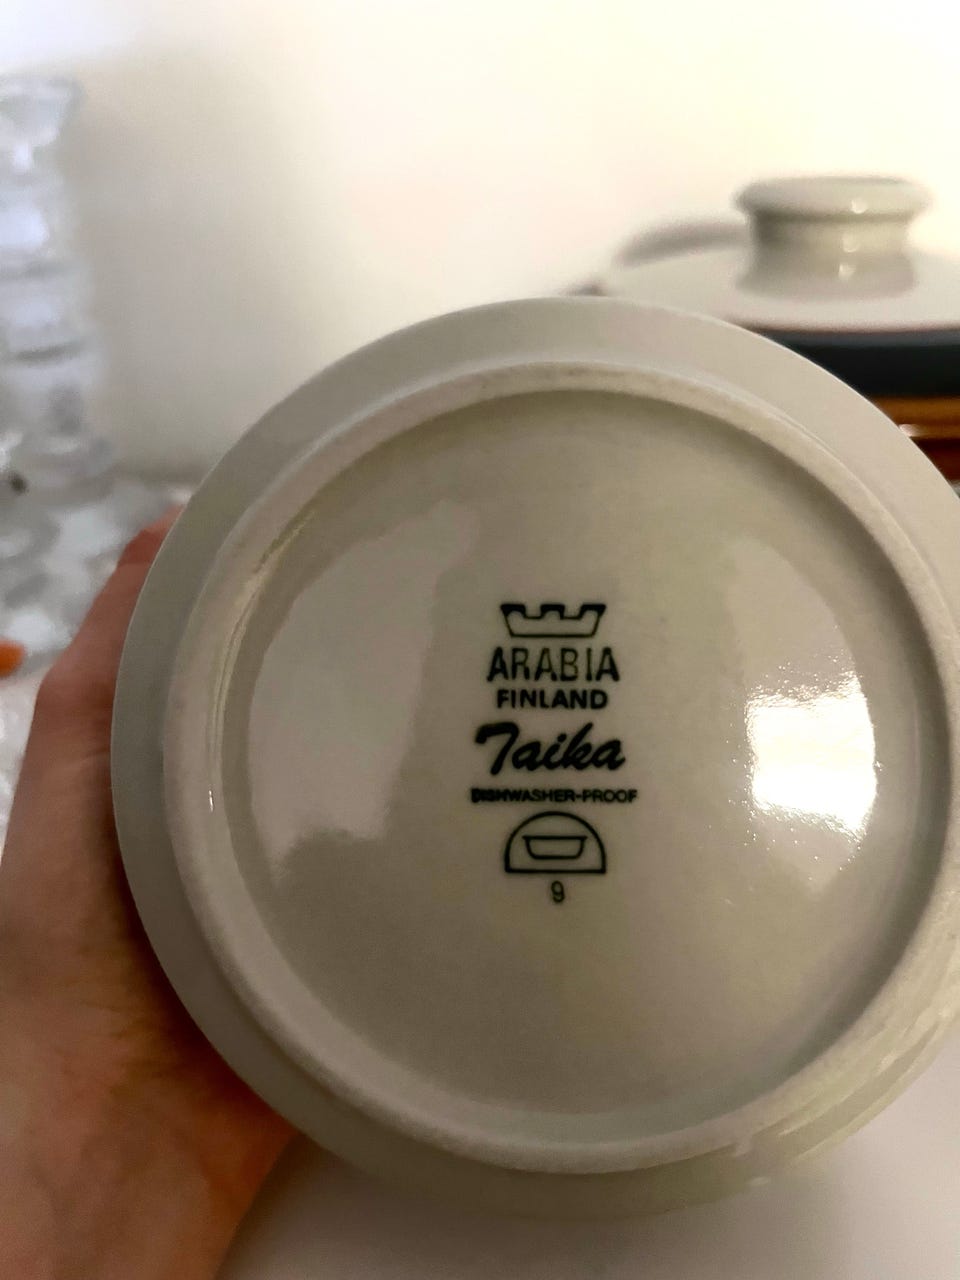 ARABIA
FINLAND
Taika
DISHWASHER-PROOF
9